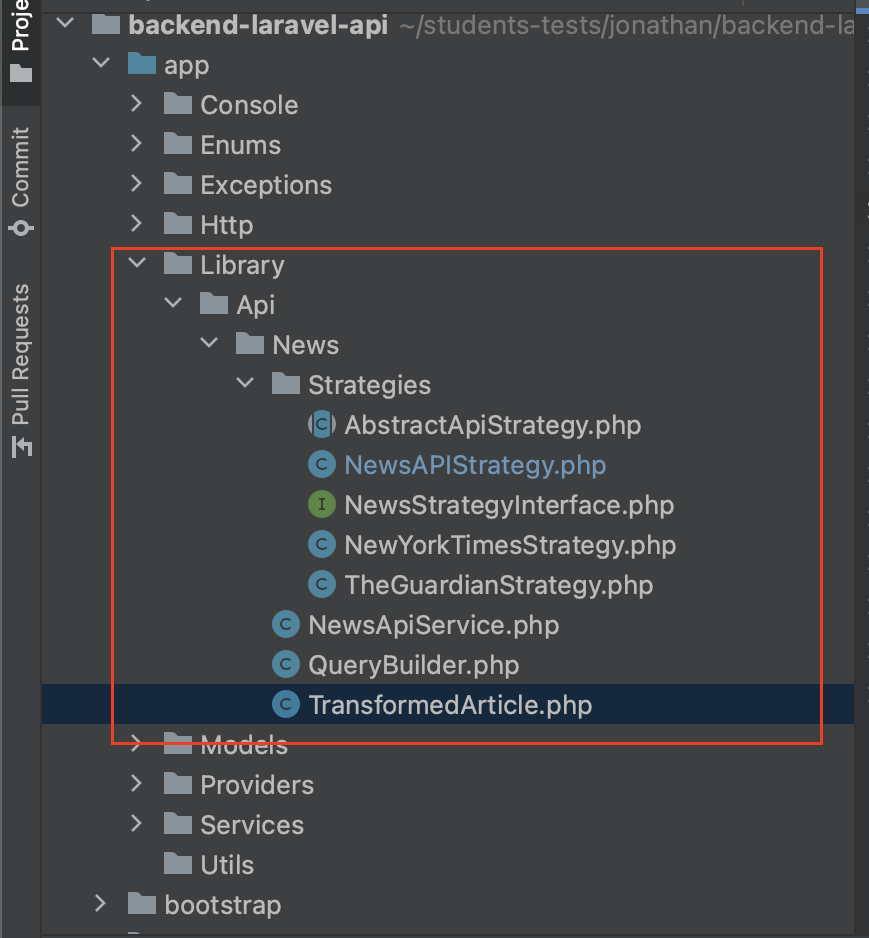 backend-laravel-api ~/students-tests/jonathan/backend-la
app
Console
Enums
Exceptions
Http
Library
Api
News
Strategies
C AbstractApiStrategy.php
C NewsAPIStrategy.php
I NewsStrategyInterface.php
C NewYorkTimesStrategy.php
C TheGuardianStrategy.php
C NewsApiService.php
C QueryBuilder.php
C TransformedArticle.php
Models
Providers
Services
Utils
bootstrap
Proje
Commit
Pull Requests